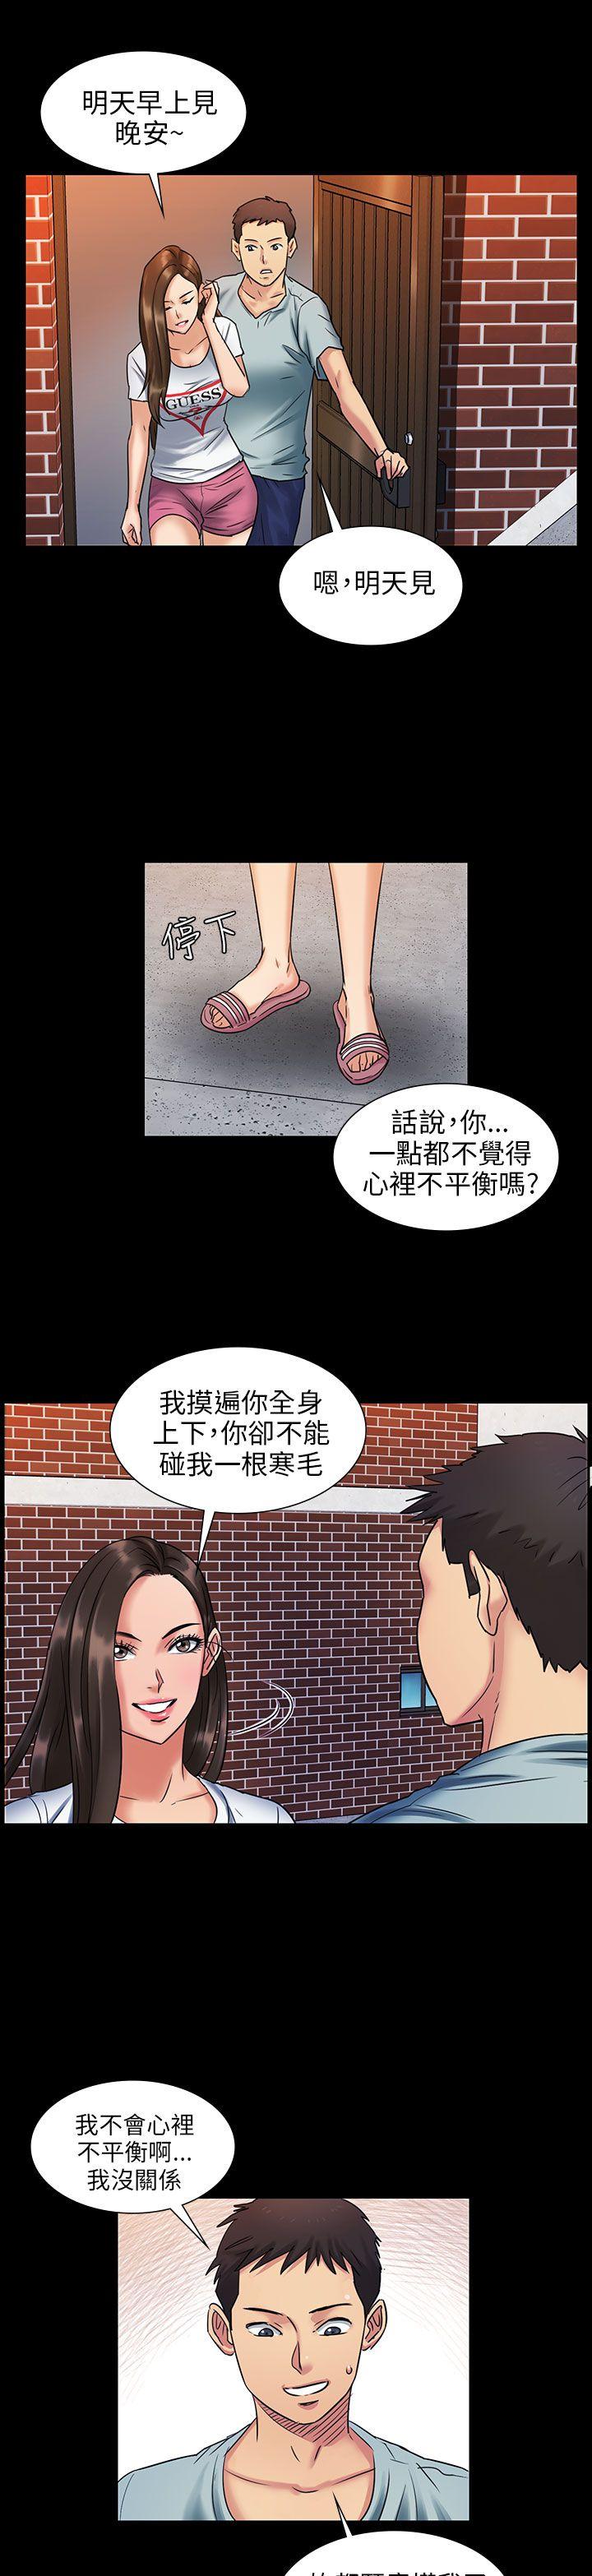 明天早上見
晚安~
GUESS
嗯,明天見
停下
話說,你...
一點都不覺得
心裡不平衡嗎?
我摸遍你全身
上下,你卻不能
碰我一根寒毛
我不會心裡
不平衡啊...
我沒關係